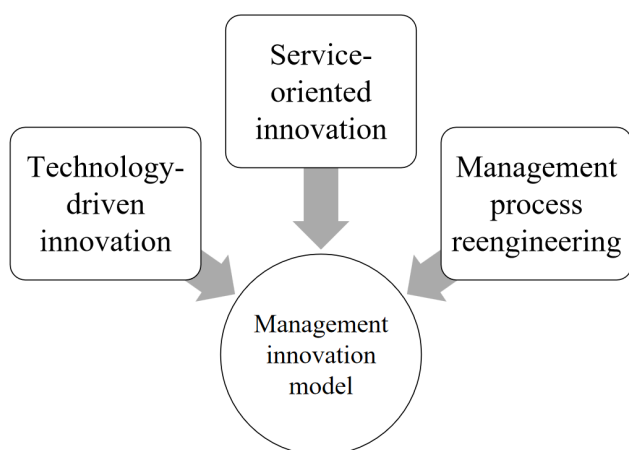 Service-
oriented
innovation
Technology-
driven
innovation
Management
process
reengineering
Management
innovation
model